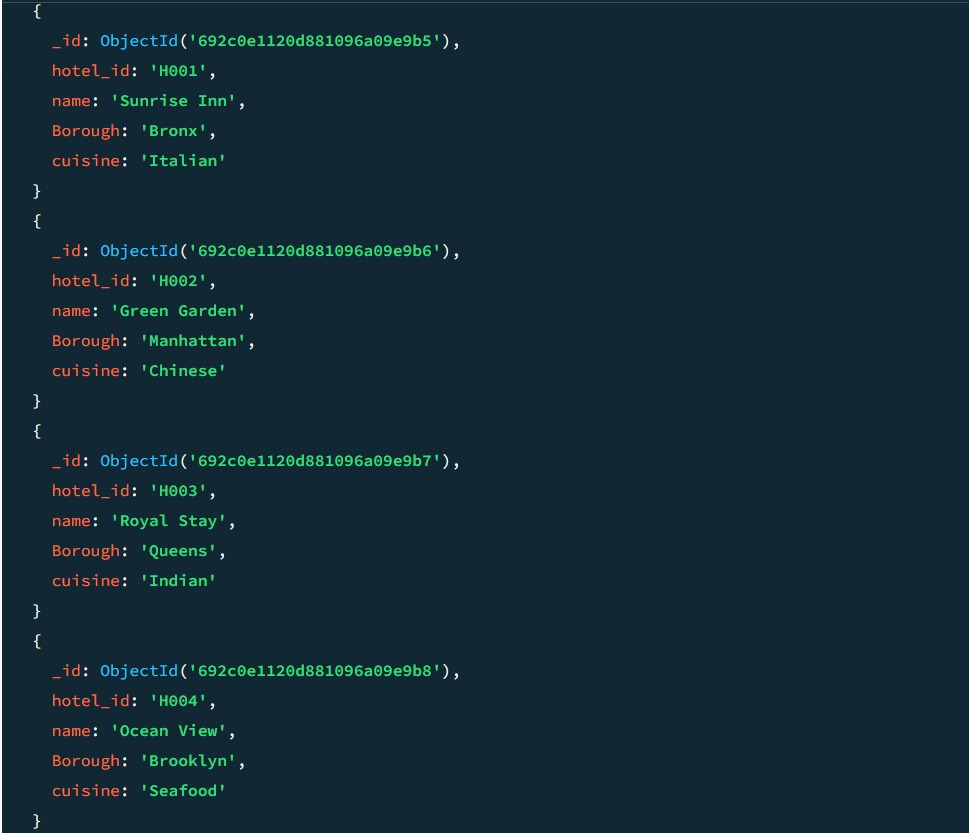 {
_id: ObjectId('692c0e1120d881096a09e9b5'),
hotel_id: 'H001',
name: 'Sunrise Inn',
Borough: 'Bronx',
cuisine: 'Italian'
}
{
_id: ObjectId('692c0e1120d881096a09e9b6'),
hotel_id: 'H002',
name: 'Green Garden',
Borough: 'Manhattan',
cuisine: 'Chinese'
}
{
_id: ObjectId('692c0e1120d881096a09e9b7'),
hotel_id: 'H003',
name: 'Royal Stay',
Borough: 'Queens',
cuisine: 'Indian'
}
{
_id: ObjectId('692c0e1120d881096a09e9b8'),
hotel_id: 'H004',
name: 'Ocean View',
Borough: 'Brooklyn',
cuisine: 'Seafood'
}